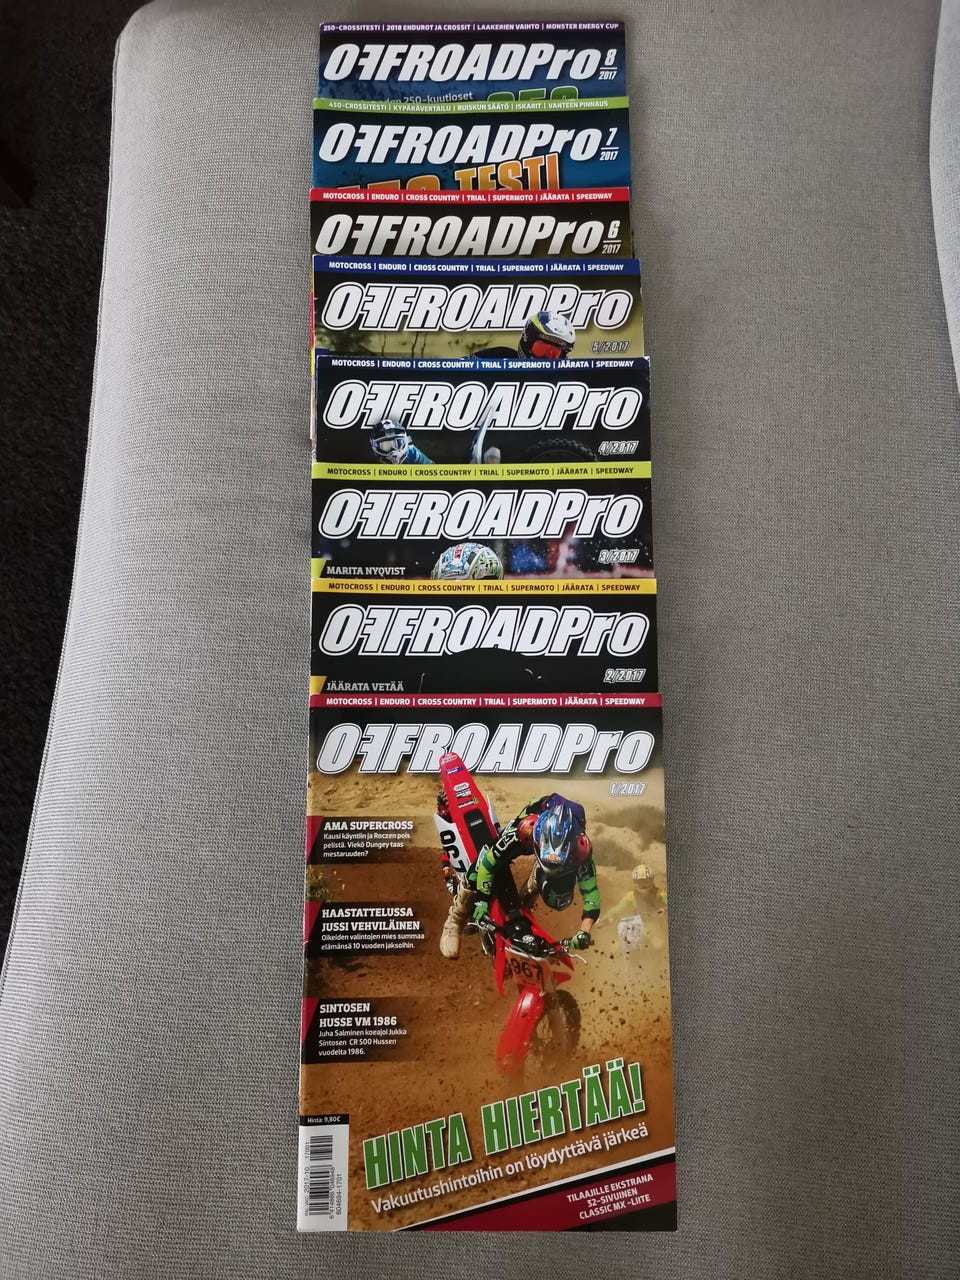 250-CROSSITESTI | 2018 ENDUROT JA CROSSIT | LAAKERIEN VAIHTO | MONSTER ENERGY CUP
OFFROADPro 8
2017
250-kuutioset
450-CROSSITESTI | KYPÄRÄVERTAILU | RUISKUN SÄÄTÖ | ISKARIT | VANTEEN PINNAUS
OFFROADPro 7
2017
TESTI
MOTOCROSS | ENDURO | CROSS COUNTRY | TRIAL | SUPERMOTO | JÄÄRATA | SPEEDWAY
OFFROADPro 6
2017
MOTOCROSS | ENDURO | CROSS COUNTRY | TRIAL | SUPERMOTO | JÄÄRATA | SPEEDWAY
OFFROADPro
5/2017
MOTOCROSS | ENDURO | CROSS COUNTRY | TRIAL | SUPERMOTO | JÄÄRATA | SPEEDWAY
OFFROADPro
4/2017
MOTOCROSS | ENDURO | CROSS COUNTRY | TRIAL | SUPERMOTO | JÄÄRATA | SPEEDWAY
OFFROADPro
3/2017
MARITA NYQVIST
MOTOCROSS | ENDURO | CROSS COUNTRY | TRIAL | SUPERMOTO | JÄÄRATA | SPEEDWAY
OFFROADPro
2/2017
JÄÄRATA VETÄÄ
MOTOCROSS | ENDURO | CROSS COUNTRY | TRIAL | SUPERMOTO | JÄÄRATA | SPEEDWAY
OFFROADPro
1/2017
AMA SUPERCROSS
Kausi käyntiin ja Roczen pois
pelistä. Viekö Dungey taas
mestaruuden?
967
HAASTATTELUSSA
JUSSI VEHVILÄINEN
Oikeiden valintojen mies summaa
elämänsä 10 vuoden jaksoihin.
967
SINTOSEN
HUSSE VM 1986
Juha Salminen koeajoi Jukka
Sintosen CR 500 Hussen
vuodelta 1986.
HINTA HIERTÄÄ!
Vakuutushintoihin on löydyttävä järkeä
Hinta: 9,80€
604694-1701
TILAAJILLE EKSTRANA
32-SIVUINEN
CLASSIC MX -LIITE